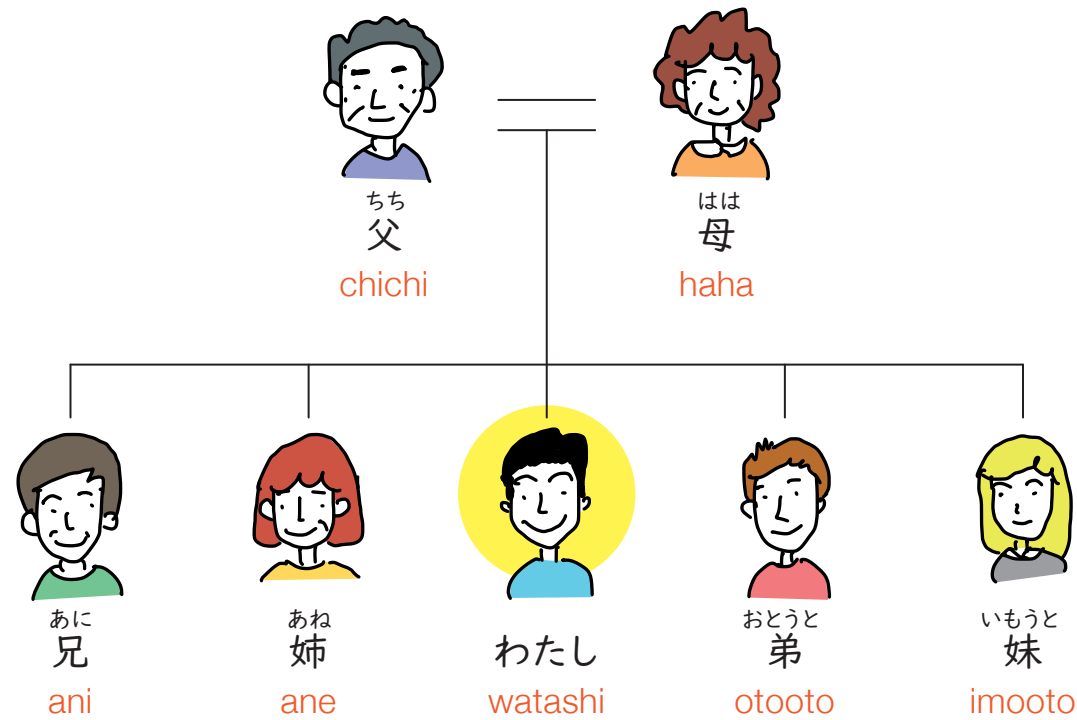 ちち はは
父 母
chichi haha
あに あね おとうと いもうと
兄 姉 わたし 弟 妹
ani ane watashi otooto imooto